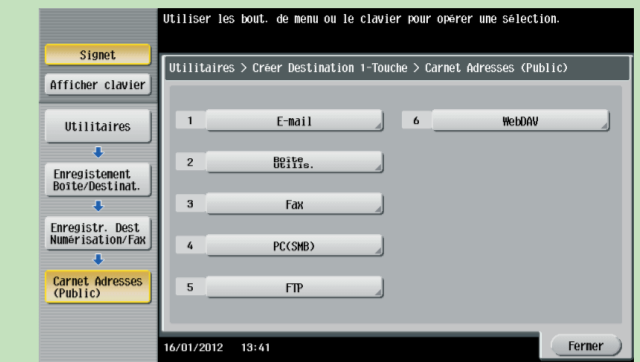 Utiliser les bout. de menu ou le clavier pour opérer une sélection.
Signet
Afficher clavier
Utilitaires
Enregistement
Boîte/Destinat.
Enregistr. Dest
Numérisation/Fax
Carnet Adresses
(Public)
Utilitaires > Créer Destination 1-Touche > Carnet Adresses (Public)
1 E-mail
6 WebDAV
2 Boîte
Utilis.
3 Fax
4 PC(SMB)
5 FTP
16/01/2012 13:41
Fermer